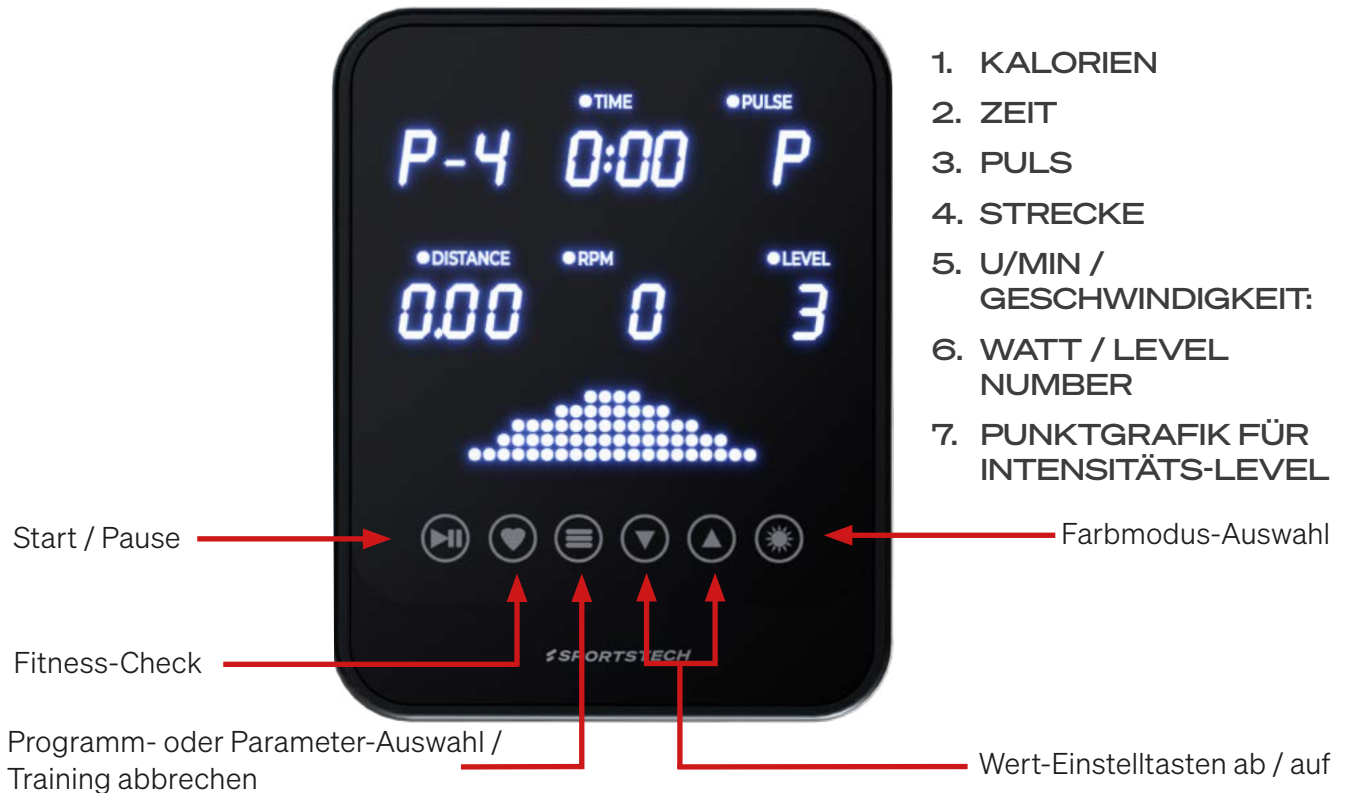 TIME
PULSE
P-4
0:00
P
DISTANCE
RPM
LEVEL
0.00
0
3
SPORTSTECH
1. KALORIEN
2. ZEIT
3. PULS
4. STRECKE
5. U/MIN /
GESCHWINDIGKEIT:
6. WATT / LEVEL
NUMBER
7. PUNKTGRAFIK FÜR
INTENSITÄTS-LEVEL
Start / Pause
Farbmodus-Auswahl
Fitness-Check
Programm- oder Parameter-Auswahl /
Training abbrechen
Wert-Einstelltasten ab / auf